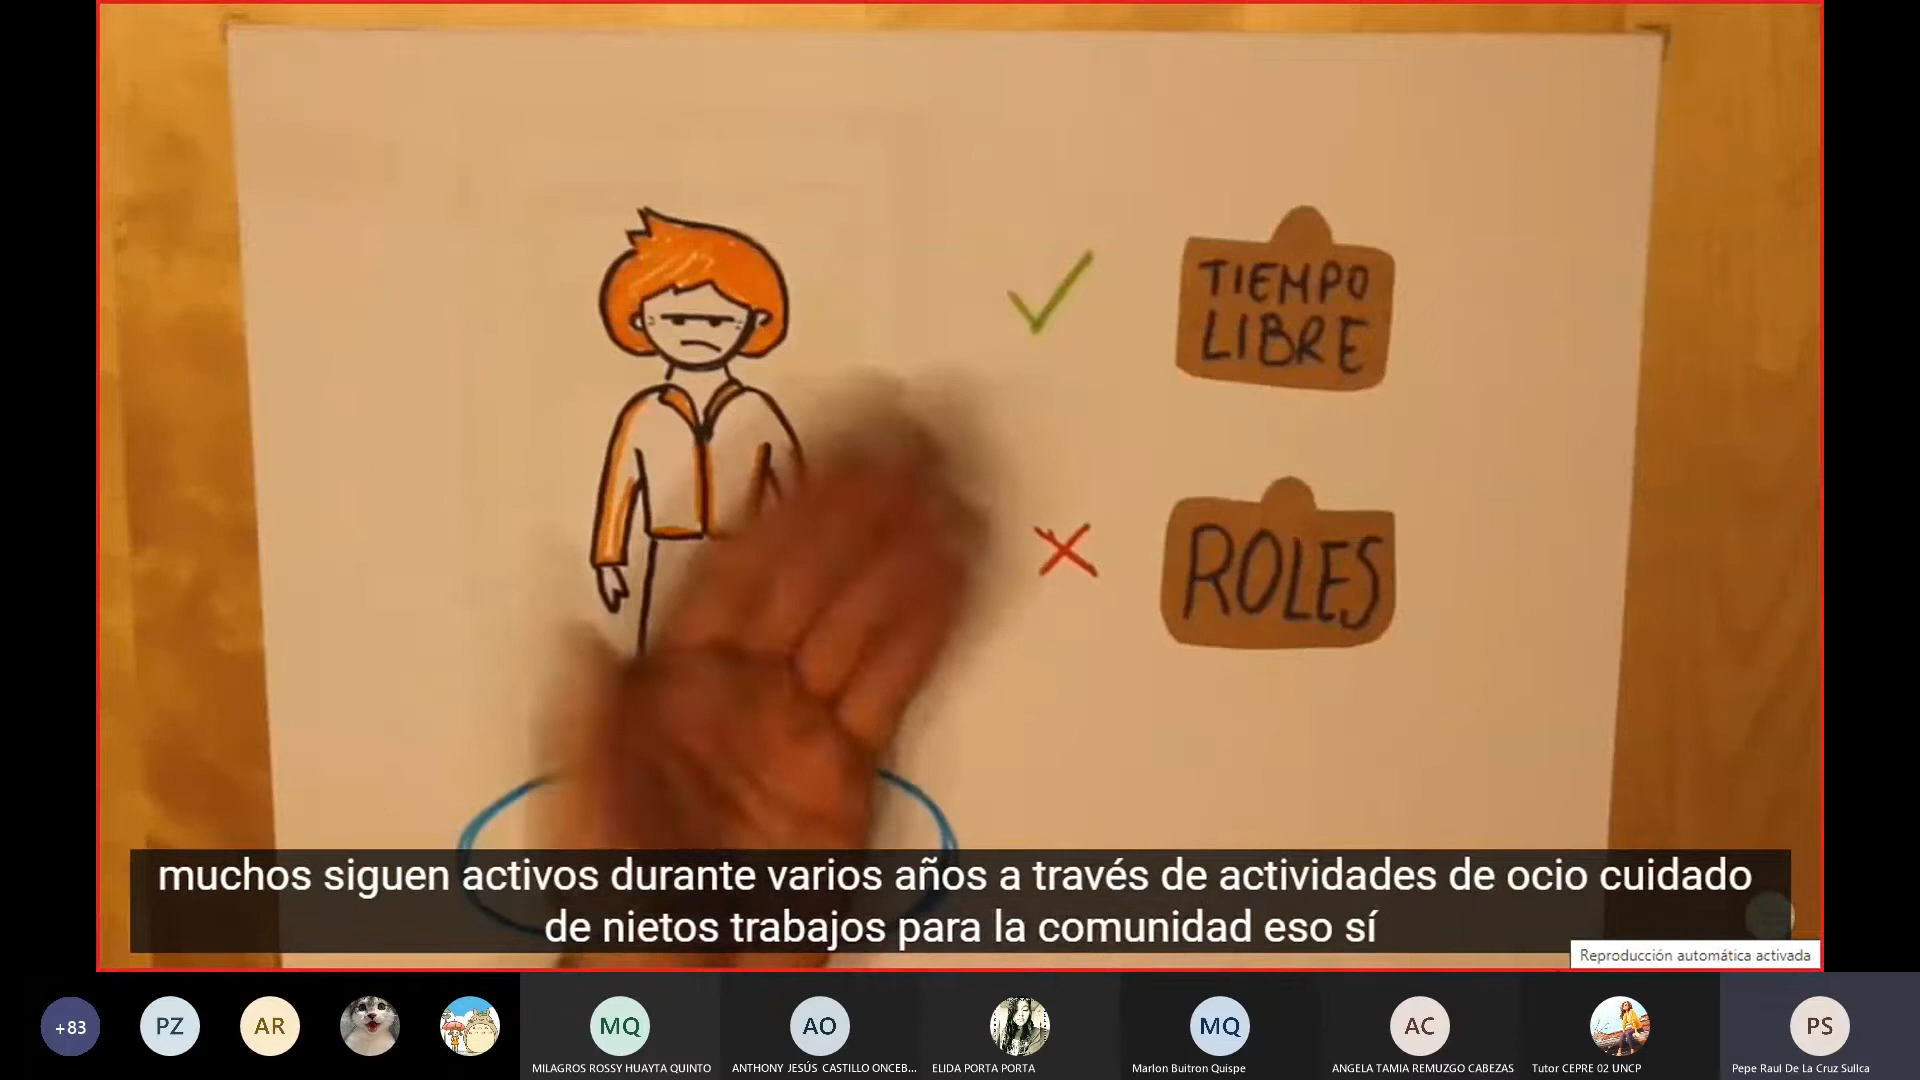 TIEMPO
LIBRE
ROLES
muchos siguen activos durante varios años a través de actividades de ocio cuidado
de nietos trabajos para la comunidad eso sí
Reproducción automática activada
+83
PZ
AR
MQ
AO
MQ
AC
PS
MILAGROS ROSSY HUAYTA QUINTO
ANTHONY JESÚS CASTILLO ONCEB...
ELIDA PORTA PORTA
Marlon Buitron Quispe
ANGELA TAMIA REMUZGO CABEZAS
Tutor CEPRE 02 UNCP
Pepe Raul De La Cruz Sullca